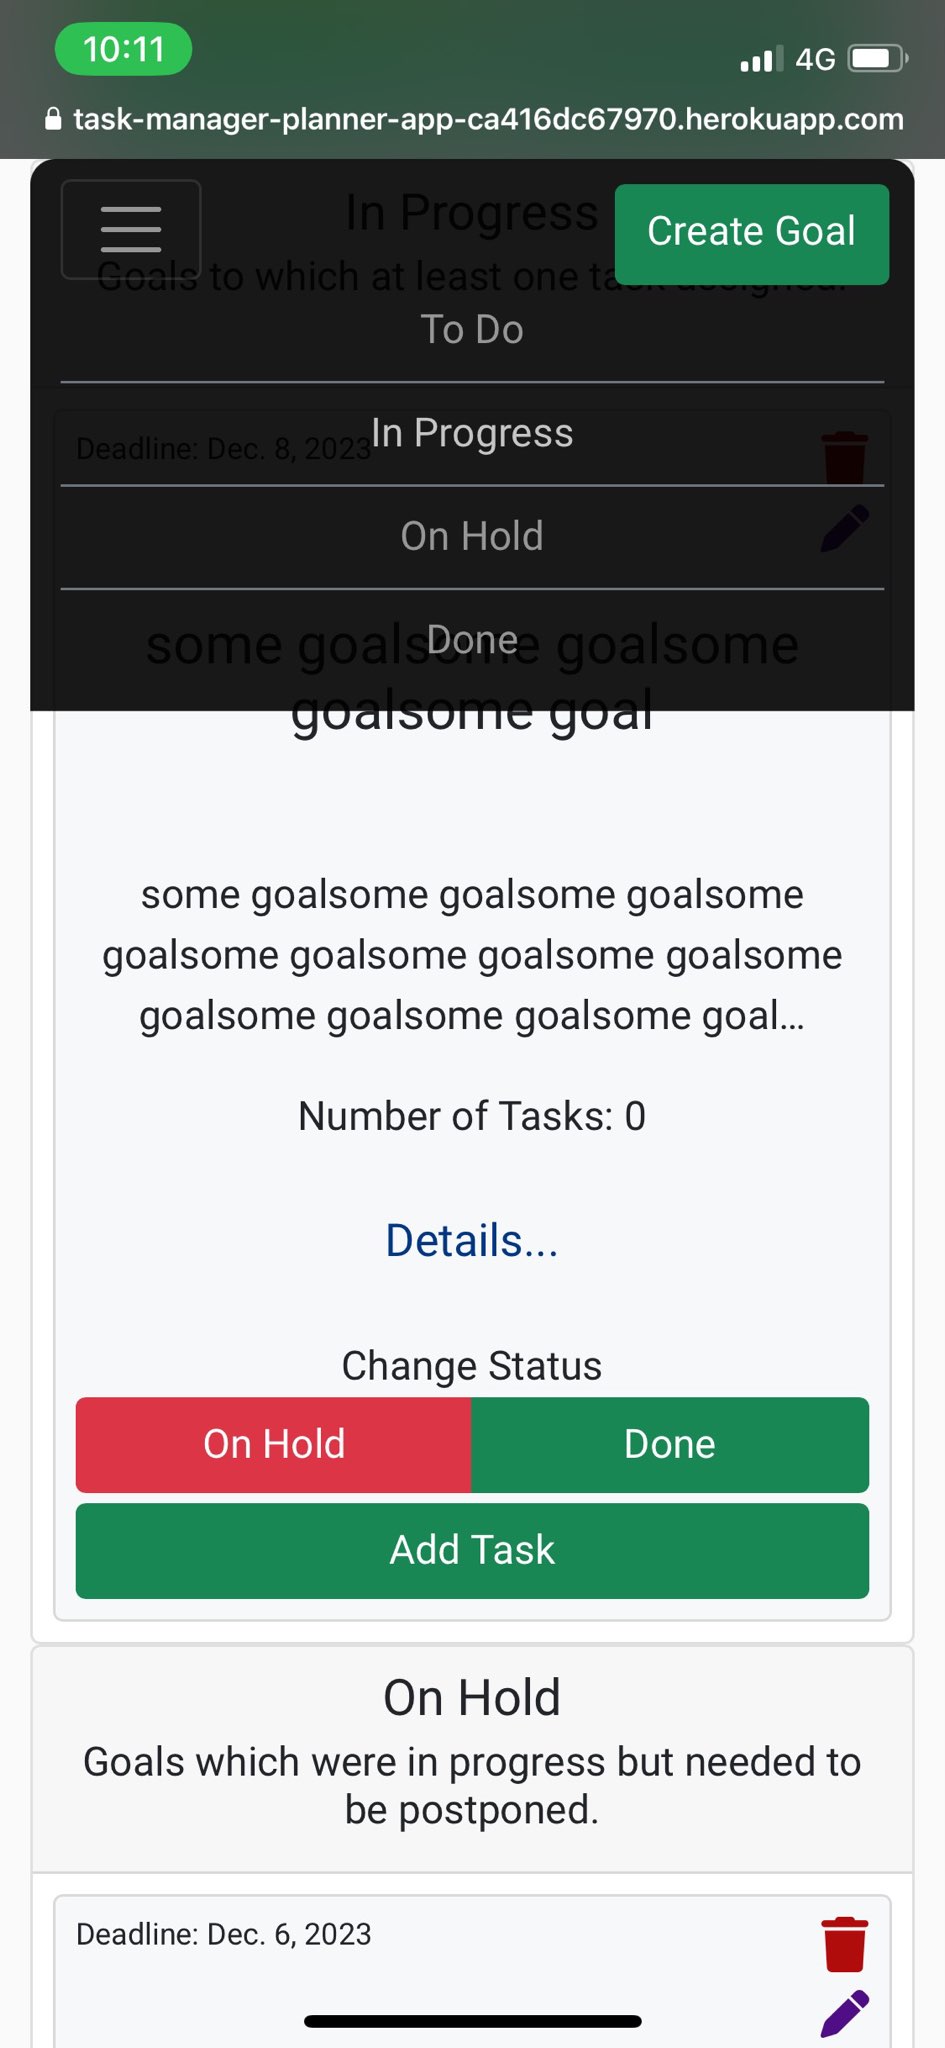 10:11
4G
task-manager-planner-app-ca416dc67970.herokuapp.com
In Progress
Create Goal
Goals to which at least one task assigned.
To Do
Deadline: Dec. 8, 2023
In Progress
On Hold
Done
some goalsome goalsome
goalsome goal
some goalsome goalsome goalsome
goalsome goalsome goalsome goalsome
goalsome goalsome goalsome goal...
Number of Tasks: 0
Details...
Change Status
On Hold
Done
Add Task
On Hold
Goals which were in progress but needed to
be postponed.
Deadline: Dec. 6, 2023